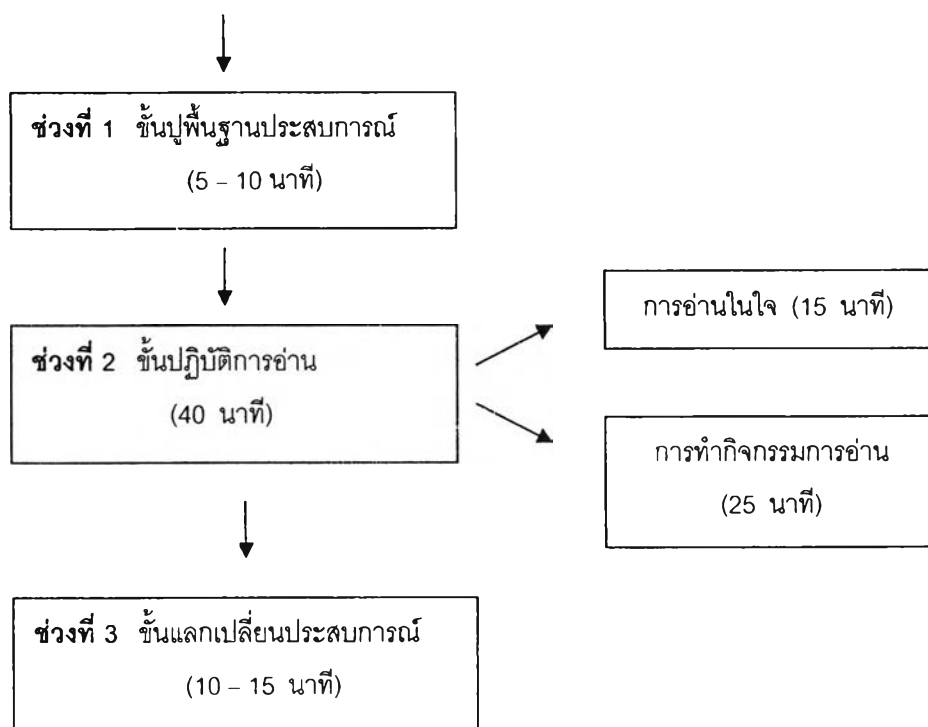 ช่วงที่ 1 ขั้นปูพื้นฐานประสบการณ์
(5 – 10 นาที)
การอ่านในใจ (15 นาที)
ช่วงที่ 2 ขั้นปฏิบัติการอ่าน
(40 นาที)
การทำกิจกรรมการอ่าน
(25 นาที)
ช่วงที่ 3 ขั้นแลกเปลี่ยนประสบการณ์
(10 – 15 นาที)